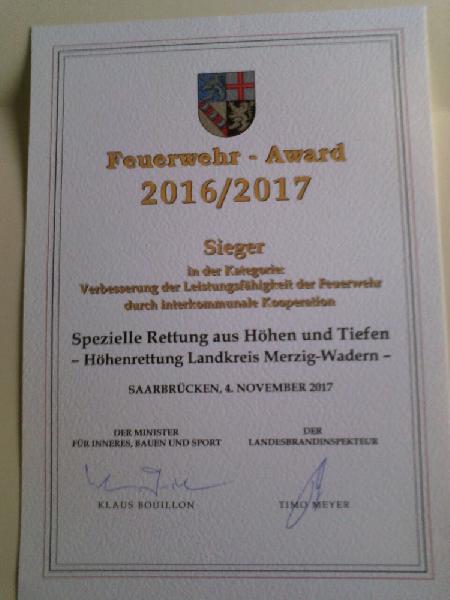 Feuerwehr - Award
2016/2017
Sieger
in der Kategorie:
Verbesserung der Leistungsfähigkeit der Feuerwehr
durch interkommunale Kooperation
Spezielle Rettung aus Höhen und Tiefen
– Höhenrettung Landkreis Merzig-Wadern –
SAARBRÜCKEN, 4. NOVEMBER 2017
DER MINISTER
FÜR INNERES, BAUEN UND SPORT
KLAUS BOUILLON
DER
LANDESBRANDINSPEKTEUR
TIMO MEYER